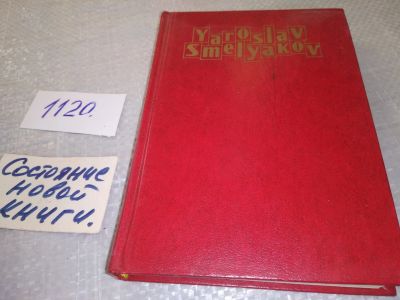 Yaroslav
Smelyakov
1120.
Состояние
новой
книги.